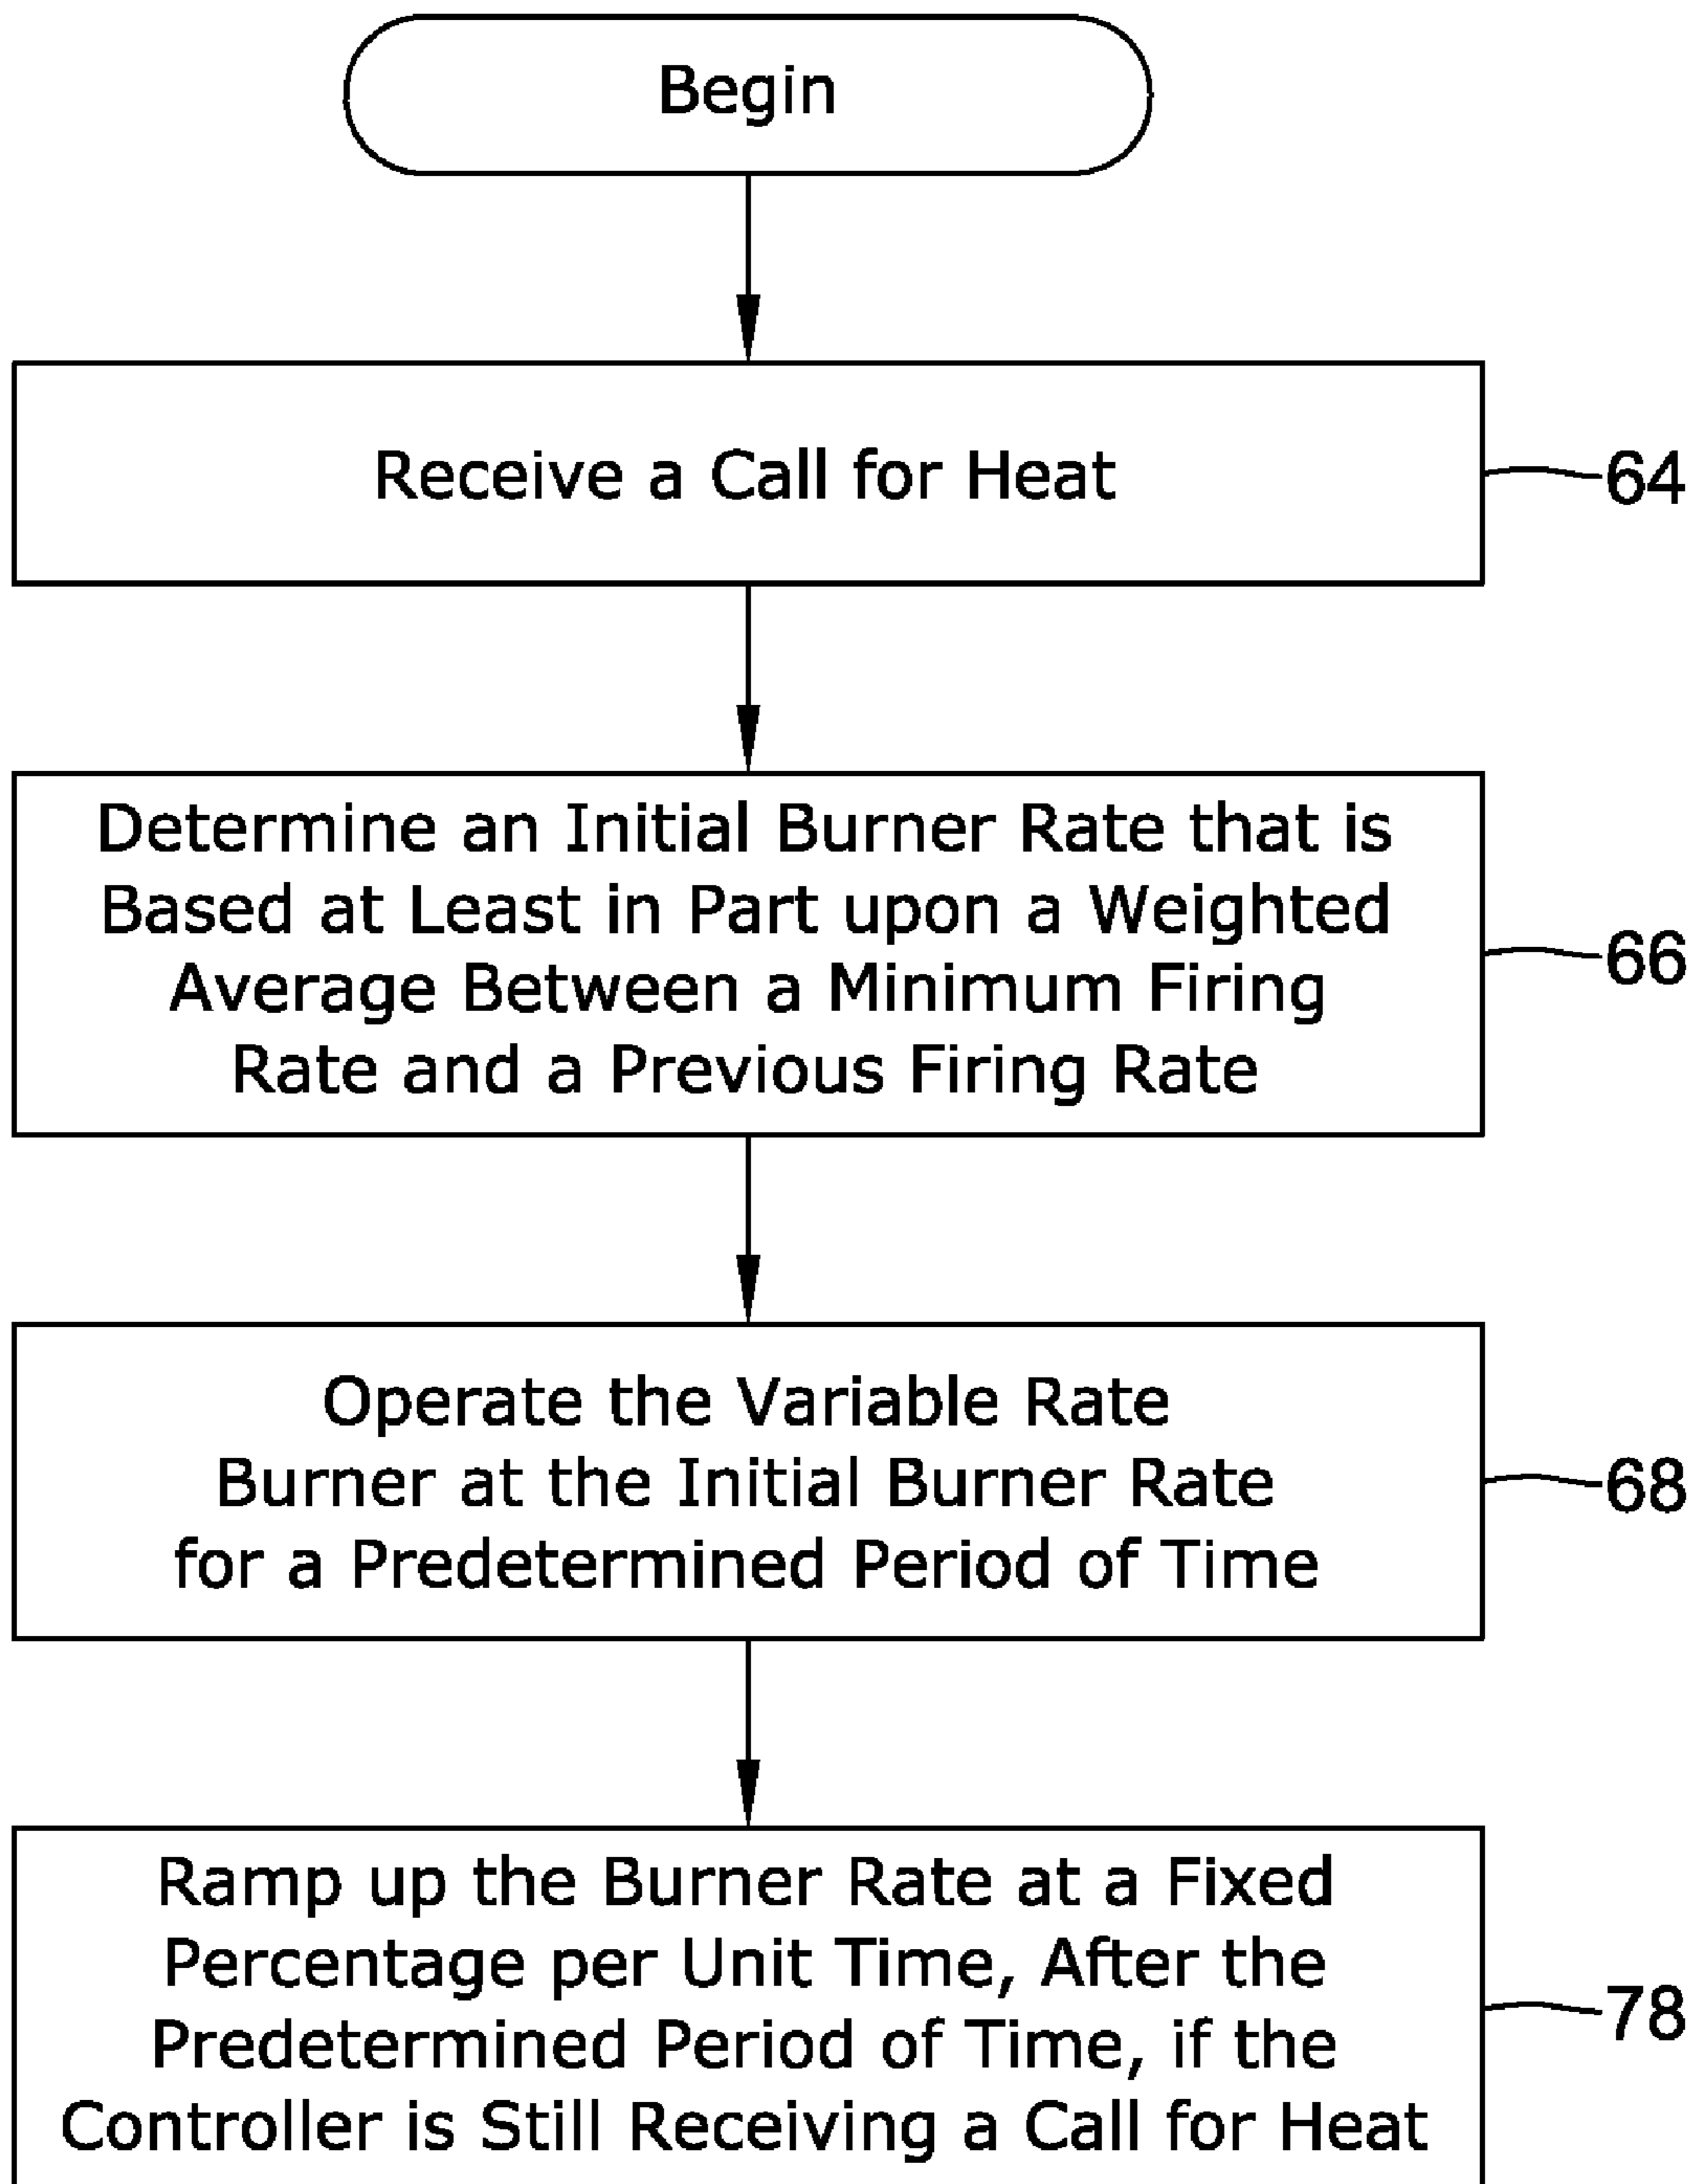 Begin
Receive a Call for Heat
64
Determine an Initial Burner Rate that is
Based at Least in Part upon a Weighted
Average Between a Minimum Firing
Rate and a Previous Firing Rate
66
Operate the Variable Rate
Burner at the Initial Burner Rate
for a Predetermined Period of Time
68
Ramp up the Burner Rate at a Fixed
Percentage per Unit Time, After the
Predetermined Period of Time, if the
Controller is Still Receiving a Call for Heat
78